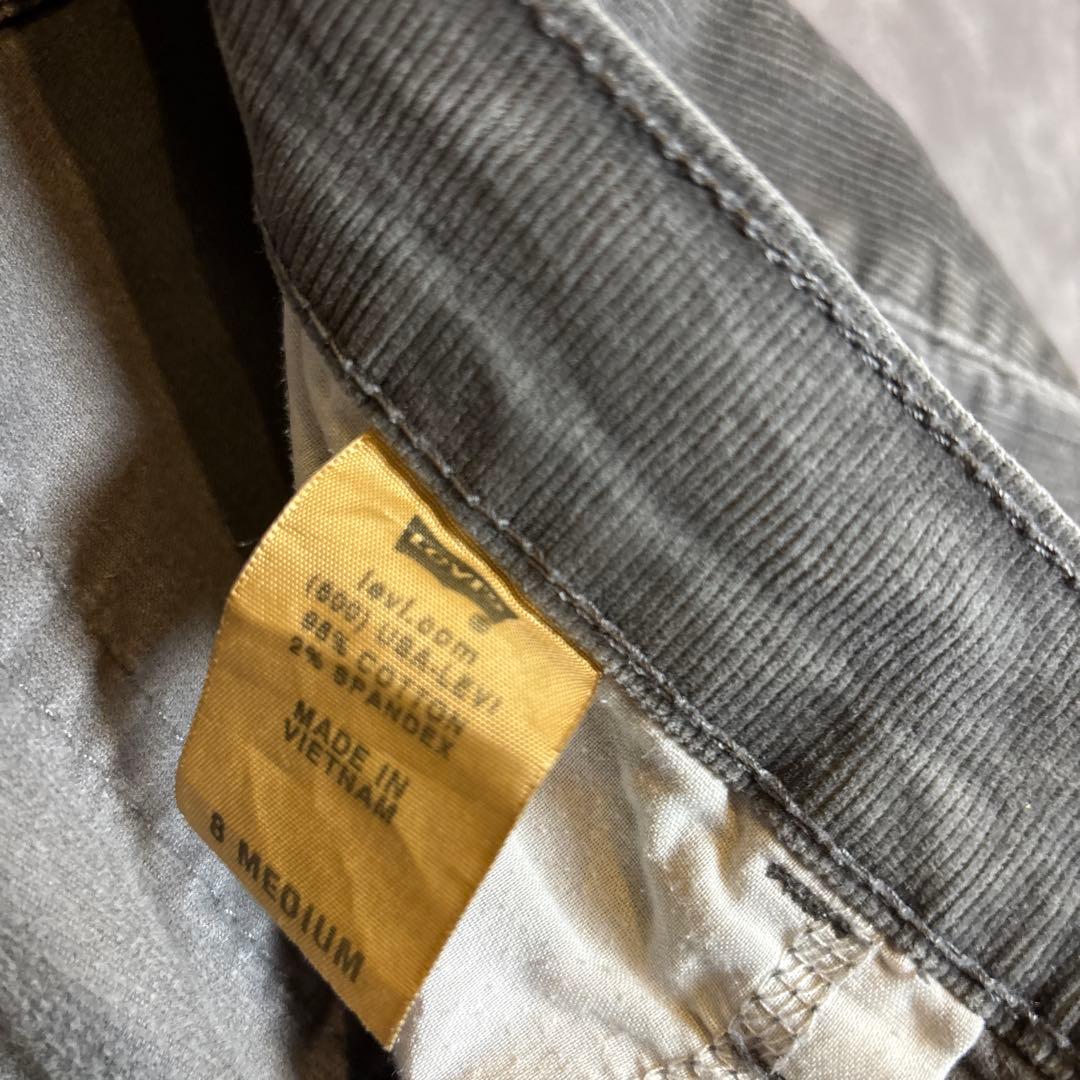 Levi's
levi.com
(800) USA-LEVI
98% COTTON
2% SPANDEX
MADE IN
VIETNAM
8 MEDIUM